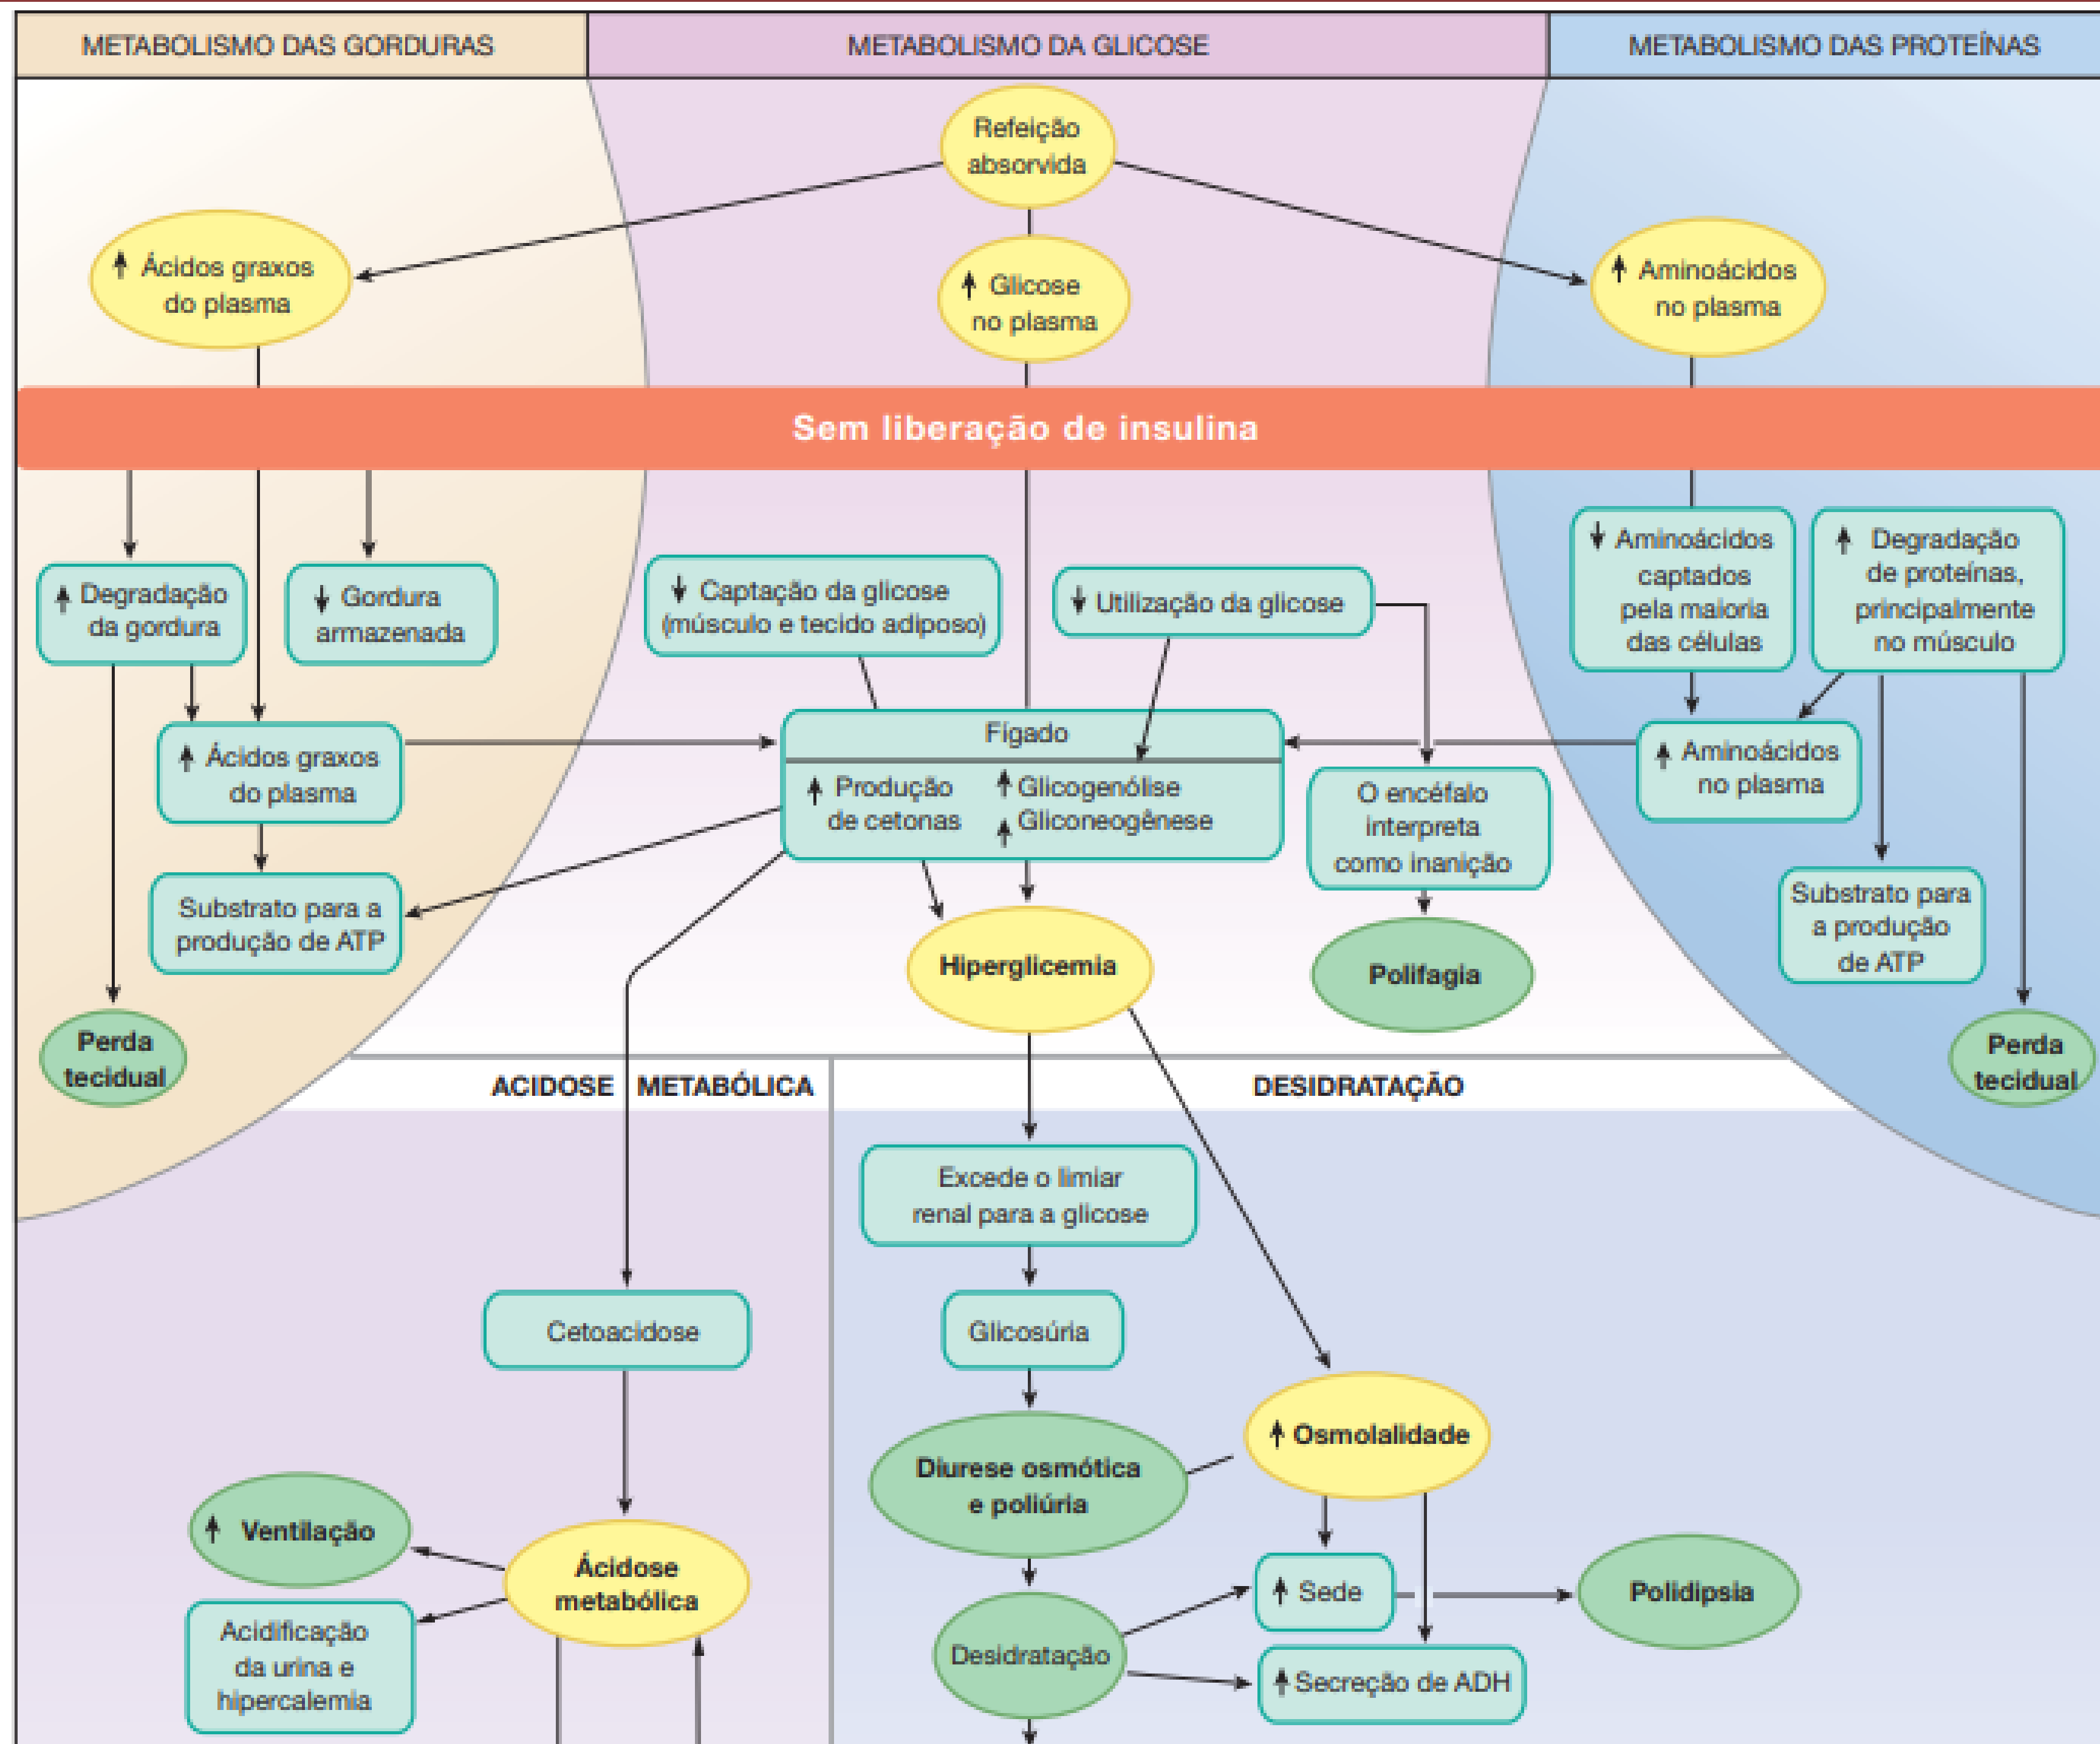 METABOLISMO DAS GORDURAS
METABOLISMO DA GLICOSE
METABOLISMO DAS PROTEÍNAS
Refeição
absorvida
↑ Ácidos graxos
do plasma
↑ Glicose
no plasma
↑ Aminoácidos
no plasma
Sem liberação de insulina
↑ Degradação
da gordura
↓ Gordura
armazenada
↓ Captação da glicose
(músculo e tecido adiposo)
↓ Utilização da glicose
↓ Aminoácidos
captados
pela maioria
das células
↑ Degradação
de proteínas,
principalmente
no músculo
↑ Ácidos graxos
do plasma
Fígado
↑ Produção
de cetonas
↑ Glicogenólise
↑ Gliconeogênese
O encéfalo
interpreta
como inanição
↑ Aminoácidos
no plasma
Substrato para a
produção de ATP
Hiperglicemia
Polifagia
Substrato para
a produção
de ATP
Perda
tecidual
Perda
tecidual
ACIDOSE METABÓLICA
DESIDRATAÇÃO
Excede o limiar
renal para a glicose
Cetoacidose
Glicosúria
↑ Osmolalidade
Diurese osmótica
e poliúria
↑ Ventilação
Ácidose
metabólica
↑ Sede
Polidipsia
Acidificação
da urina e
hipercalemia
Desidratação
↑ Secreção de ADH